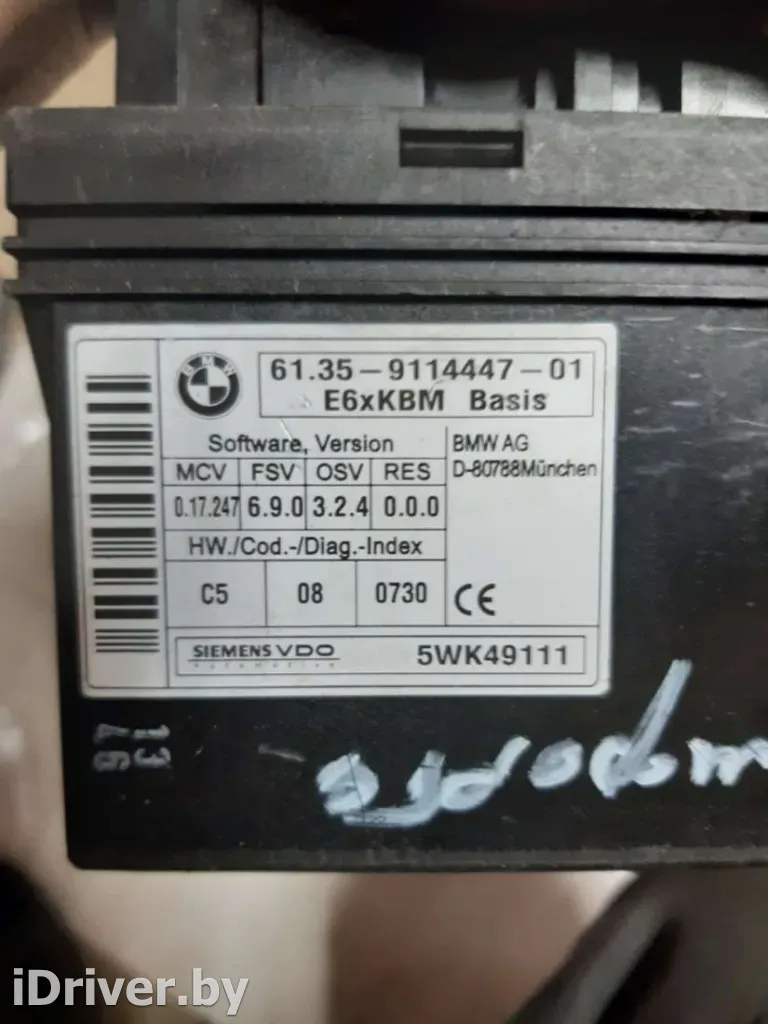 BMW
61.35-9114447-01
E6xKBM Basis
Software, Version
MCV FSV OSV RES
0.17.247 6.9.0 3.2.4 0.0.0
HW./Cod.-/Diag.-Index
C5 08 0730
BMW AG
D-80788München
CE
SIEMENS VDO
Automotive
5WK49111
iDriver.by